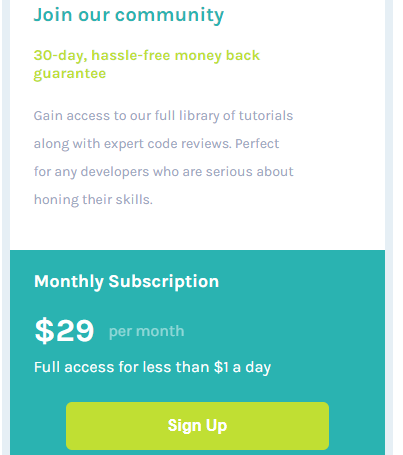 Join our community
30-day, hassle-free money back
guarantee
Gain access to our full library of tutorials
along with expert code reviews. Perfect
for any developers who are serious about
honing their skills.
Monthly Subscription
$29 per month
Full access for less than $1 a day
Sign Up